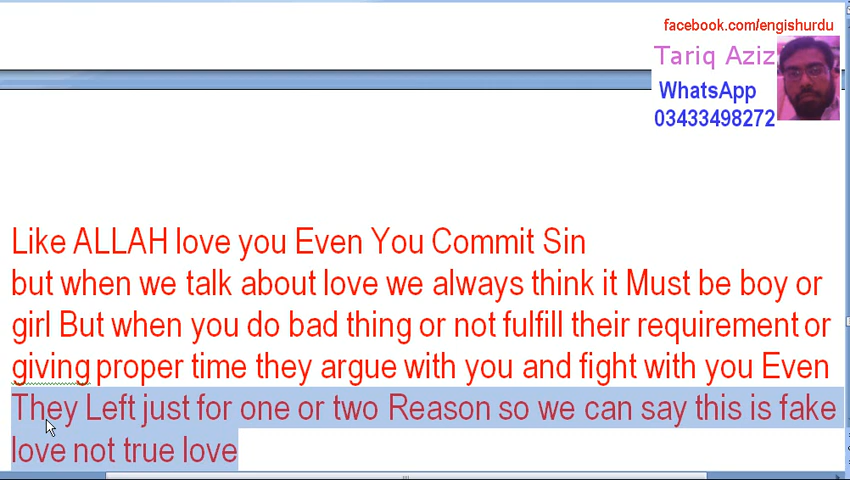 facebook.com/engishurdu
Tariq Aziz
WhatsApp
03433498272
Like ALLAH love you Even You Commit Sin
but when we talk about love we always think it Must be boy or
girl But when you do bad thing or not fulfill their requirement or
giving proper time they argue with you and fight with you Even
They Left just for one or two Reason so we can say this is fake
love not true love